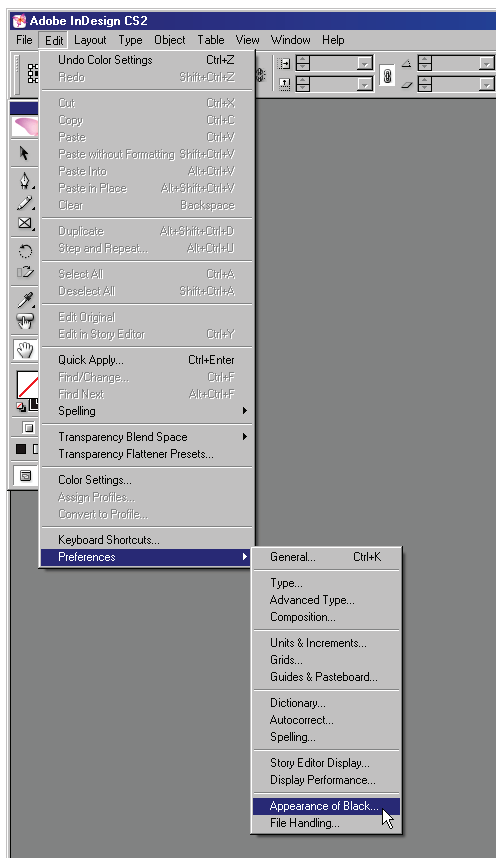 Adobe InDesign CS2
File Edit Layout Type Object Table View Window Help
Undo Color Settings Ctrl+Z
Redo Shift+Ctrl+Z
Cut Ctrl+X
Copy Ctrl+C
Paste Ctrl+V
Paste without Formatting Shift+Ctrl+V
Paste Into Alt+Ctrl+V
Paste in Place Alt+Shift+Ctrl+V
Clear Backspace
Duplicate Alt+Shift+Ctrl+D
Step and Repeat... Alt+Ctrl+U
Select All Ctrl+A
Deselect All Shift+Ctrl+A
Edit Original
Edit in Story Editor Ctrl+Y
Quick Apply... Ctrl+Enter
Find/Change... Ctrl+F
Find Next Alt+Ctrl+F
Spelling
Transparency Blend Space
Transparency Flattener Presets...
Color Settings...
Assign Profiles...
Convert to Profile...
Keyboard Shortcuts...
Preferences
General... Ctrl+K
Type...
Advanced Type...
Composition...
Units & Increments...
Grids...
Guides & Pasteboard...
Dictionary...
Autocorrect...
Spelling...
Story Editor Display...
Display Performance...
Appearance of Black...
File Handling...